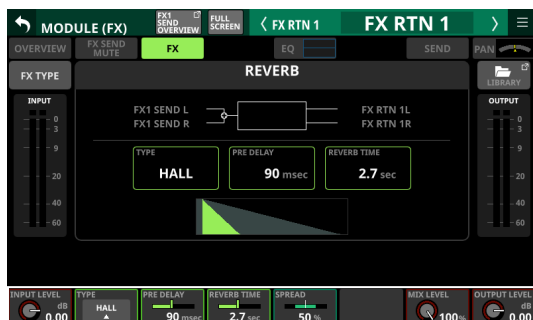 MODULE (FX)
FX1 SEND OVERVIEW
FULL SCREEN
FX RTN 1
FX RTN 1
OVERVIEW
FX SEND MUTE
FX
EQ
SEND
PAN
FX TYPE
REVERB
LIBRARY
INPUT
OUTPUT
0
3
9
20
40
60
FX1 SEND L
FX1 SEND R
FX RTN 1L
FX RTN 1R
TYPE
HALL
PRE DELAY
90 msec
REVERB TIME
2.7 sec
0
3
9
20
40
60
INPUT LEVEL
dB
0.00
TYPE
HALL
PRE DELAY
90 msec
REVERB TIME
2.7 sec
SPREAD
50 %
MIX LEVEL
100%
OUTPUT LEVEL
dB
0.00